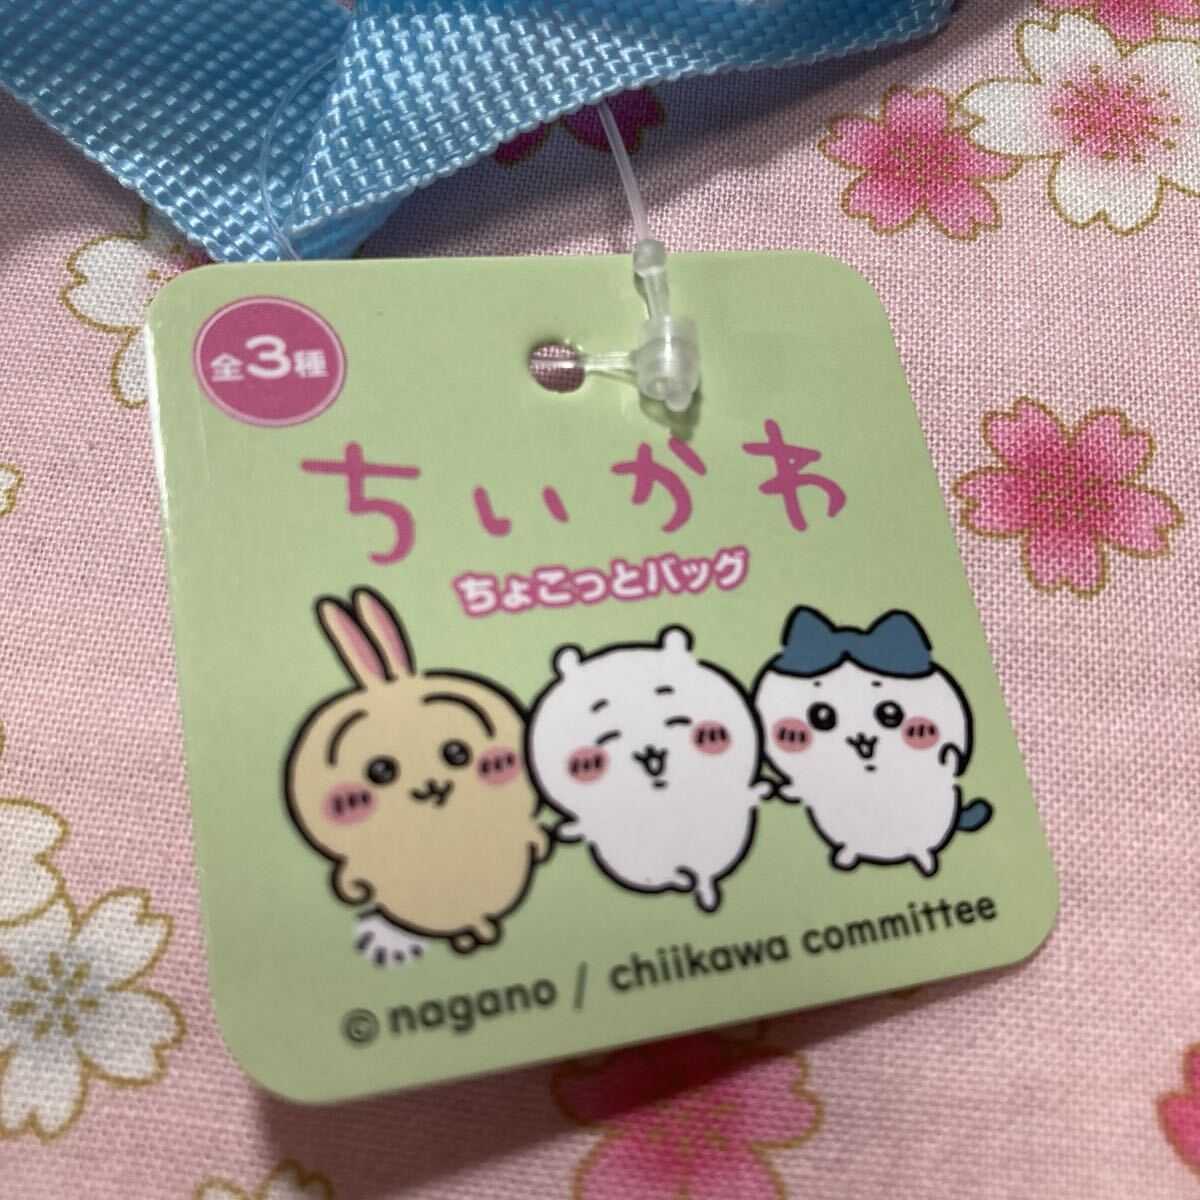 全3種
ちいかわ
ちょこっとバッグ
©nagano / chiikawa committee